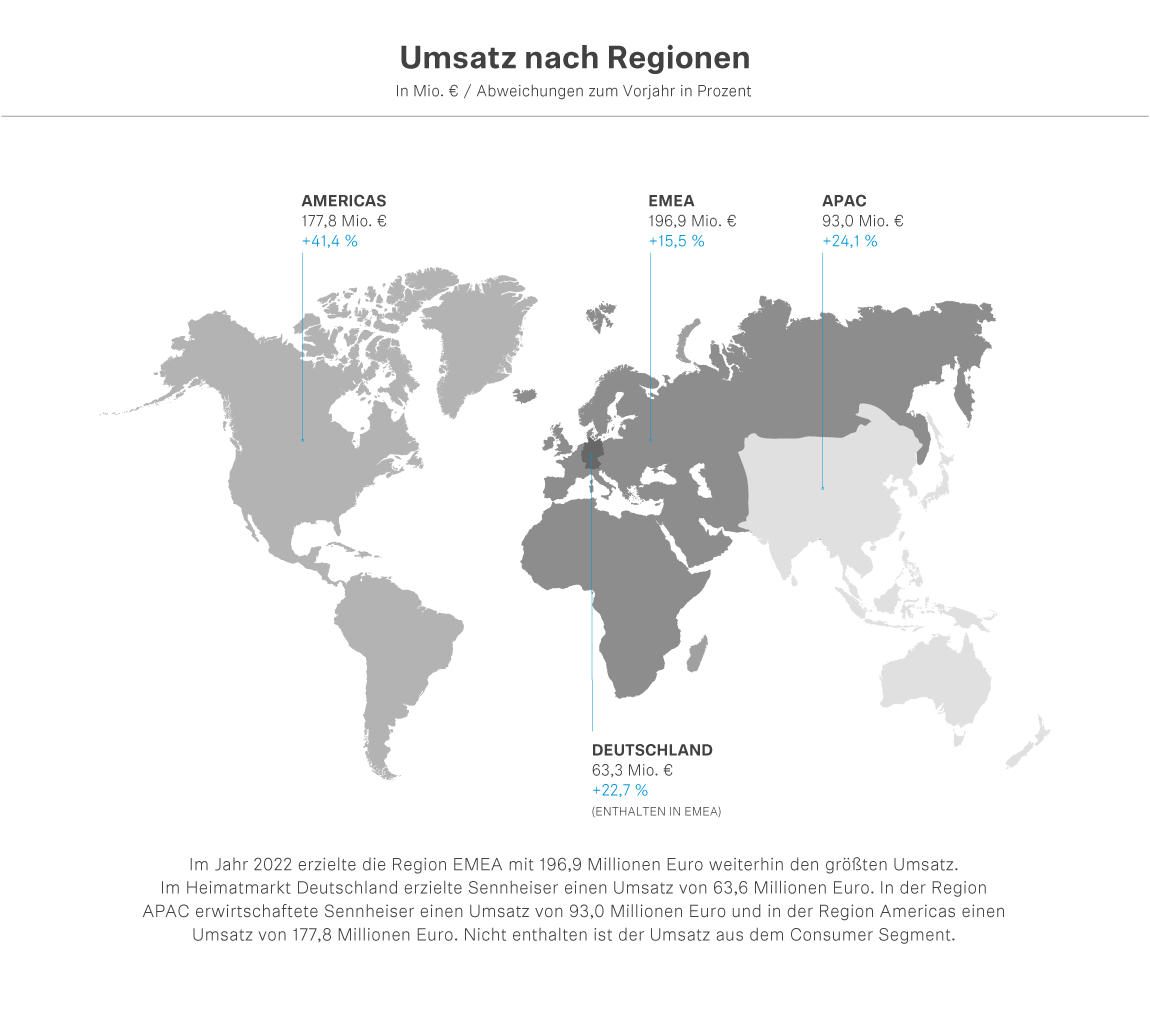 Umsatz nach Regionen
In Mio. € / Abweichungen zum Vorjahr in Prozent
AMERICAS
177,8 Mio. €
+41,4 %
EMEA
196,9 Mio. €
+15,5 %
APAC
93,0 Mio. €
+24,1 %
DEUTSCHLAND
63,3 Mio. €
+22,7 %
(ENTHALTEN IN EMEA)
Im Jahr 2022 erzielte die Region EMEA mit 196,9 Millionen Euro weiterhin den größten Umsatz.
Im Heimatmarkt Deutschland erzielte Sennheiser einen Umsatz von 63,6 Millionen Euro. In der Region
APAC erwirtschaftete Sennheiser einen Umsatz von 93,0 Millionen Euro und in der Region Americas einen
Umsatz von 177,8 Millionen Euro. Nicht enthalten ist der Umsatz aus dem Consumer Segment.